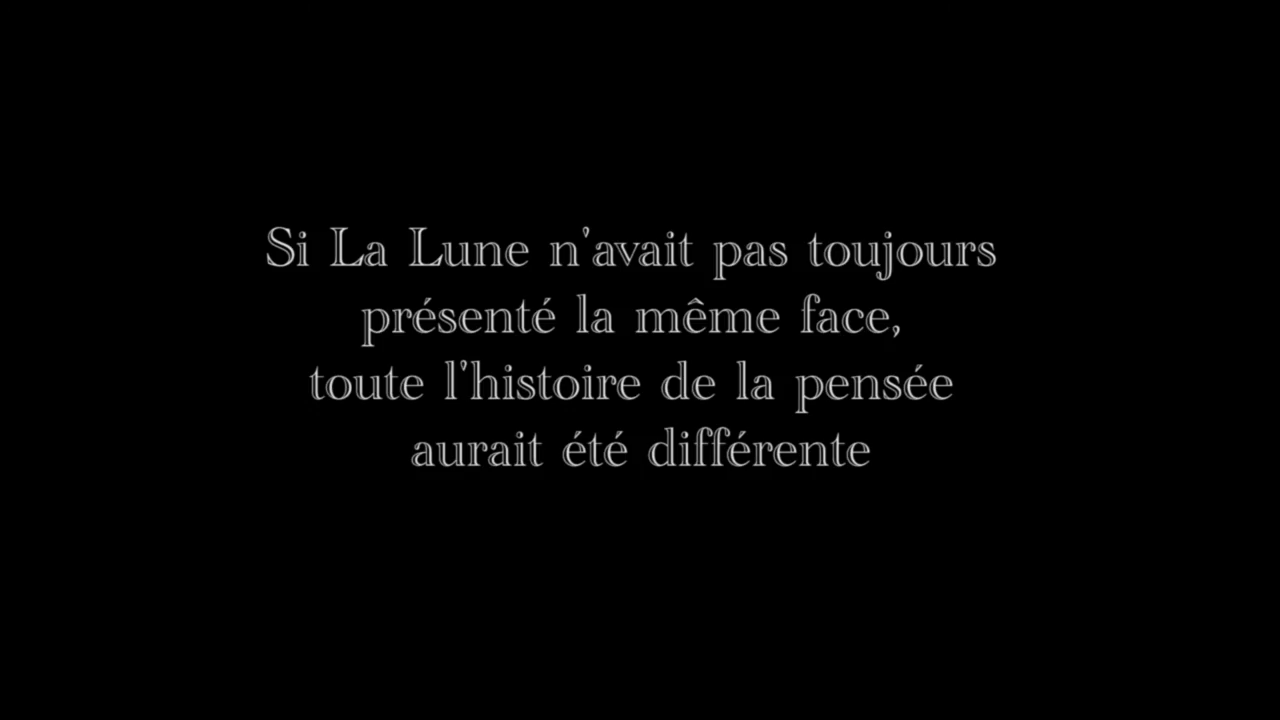 Si La Lune n'avait pas toujours
présenté la même face,
toute l'histoire de la pensée
aurait été différente